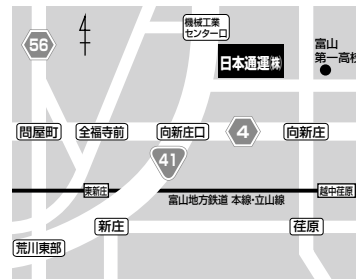 機械工業
センター口
56
4
日本通運㈱
富山
第一高校
問屋町
全福寺前
向新庄口
4
向新庄
41
東新庄
富山地方鉄道 本線・立山線
越中荏原
新庄
荏原
荒川東部